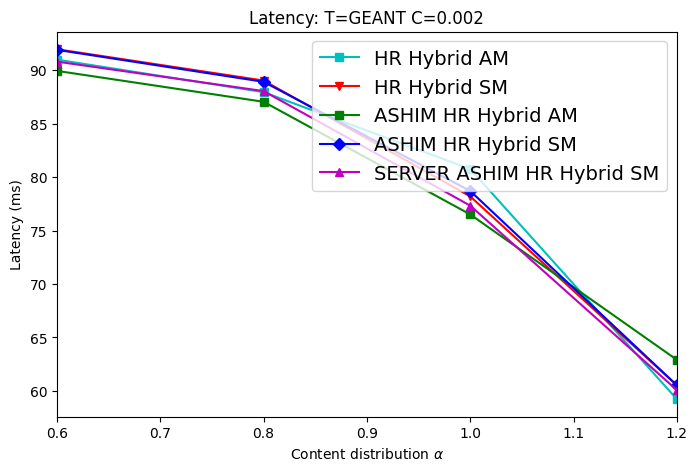 Latency: T=GEANT C=0.002
HR Hybrid AM
HR Hybrid SM
ASHIM HR Hybrid AM
ASHIM HR Hybrid SM
SERVER ASHIM HR Hybrid SM
Latency (ms)
90
85
80
75
70
65
60
0.6 0.7 0.8 0.9 1.0 1.1 1.2
Content distribution α